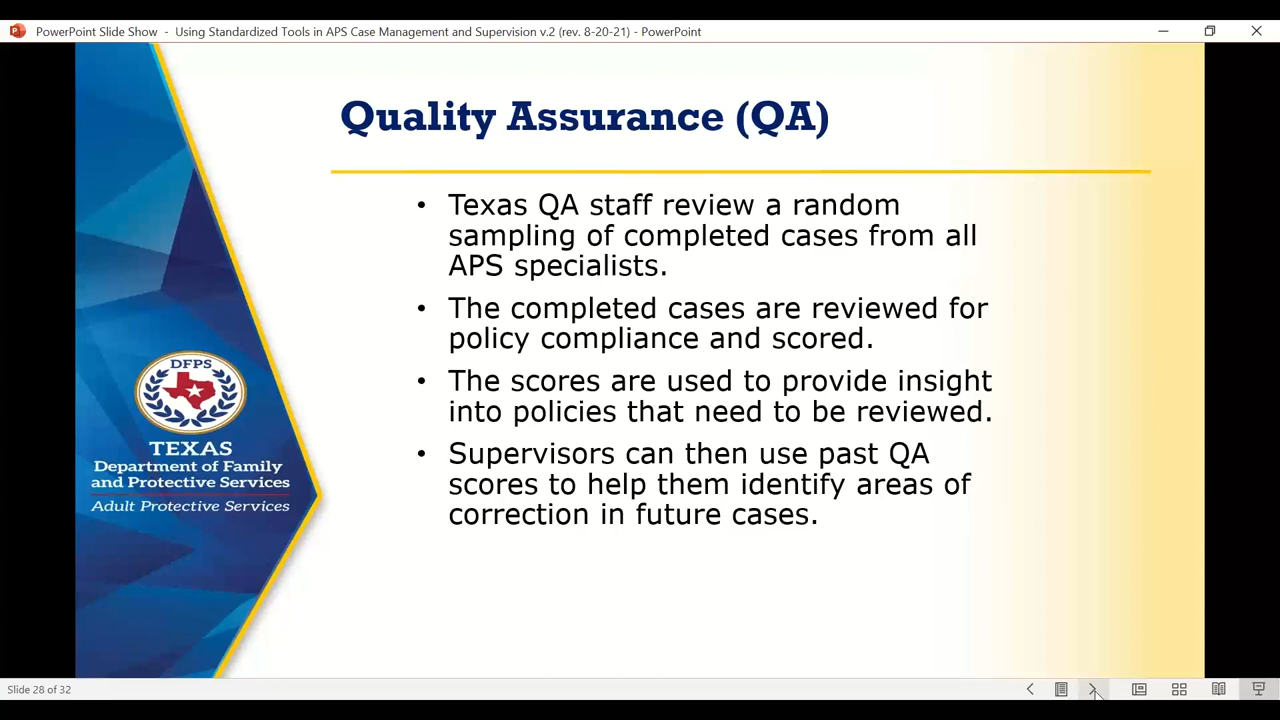 PowerPoint Slide Show - Using Standardized Tools in APS Case Management and Supervision v.2 (rev. 8-20-21) - PowerPoint
Quality Assurance (QA)
• Texas QA staff review a random
sampling of completed cases from all
APS specialists.
• The completed cases are reviewed for
policy compliance and scored.
• The scores are used to provide insight
into policies that need to be reviewed.
• Supervisors can then use past QA
scores to help them identify areas of
correction in future cases.
DFPS
TEXAS
Department of Family
and Protective Services
Adult Protective Services
Slide 28 of 32